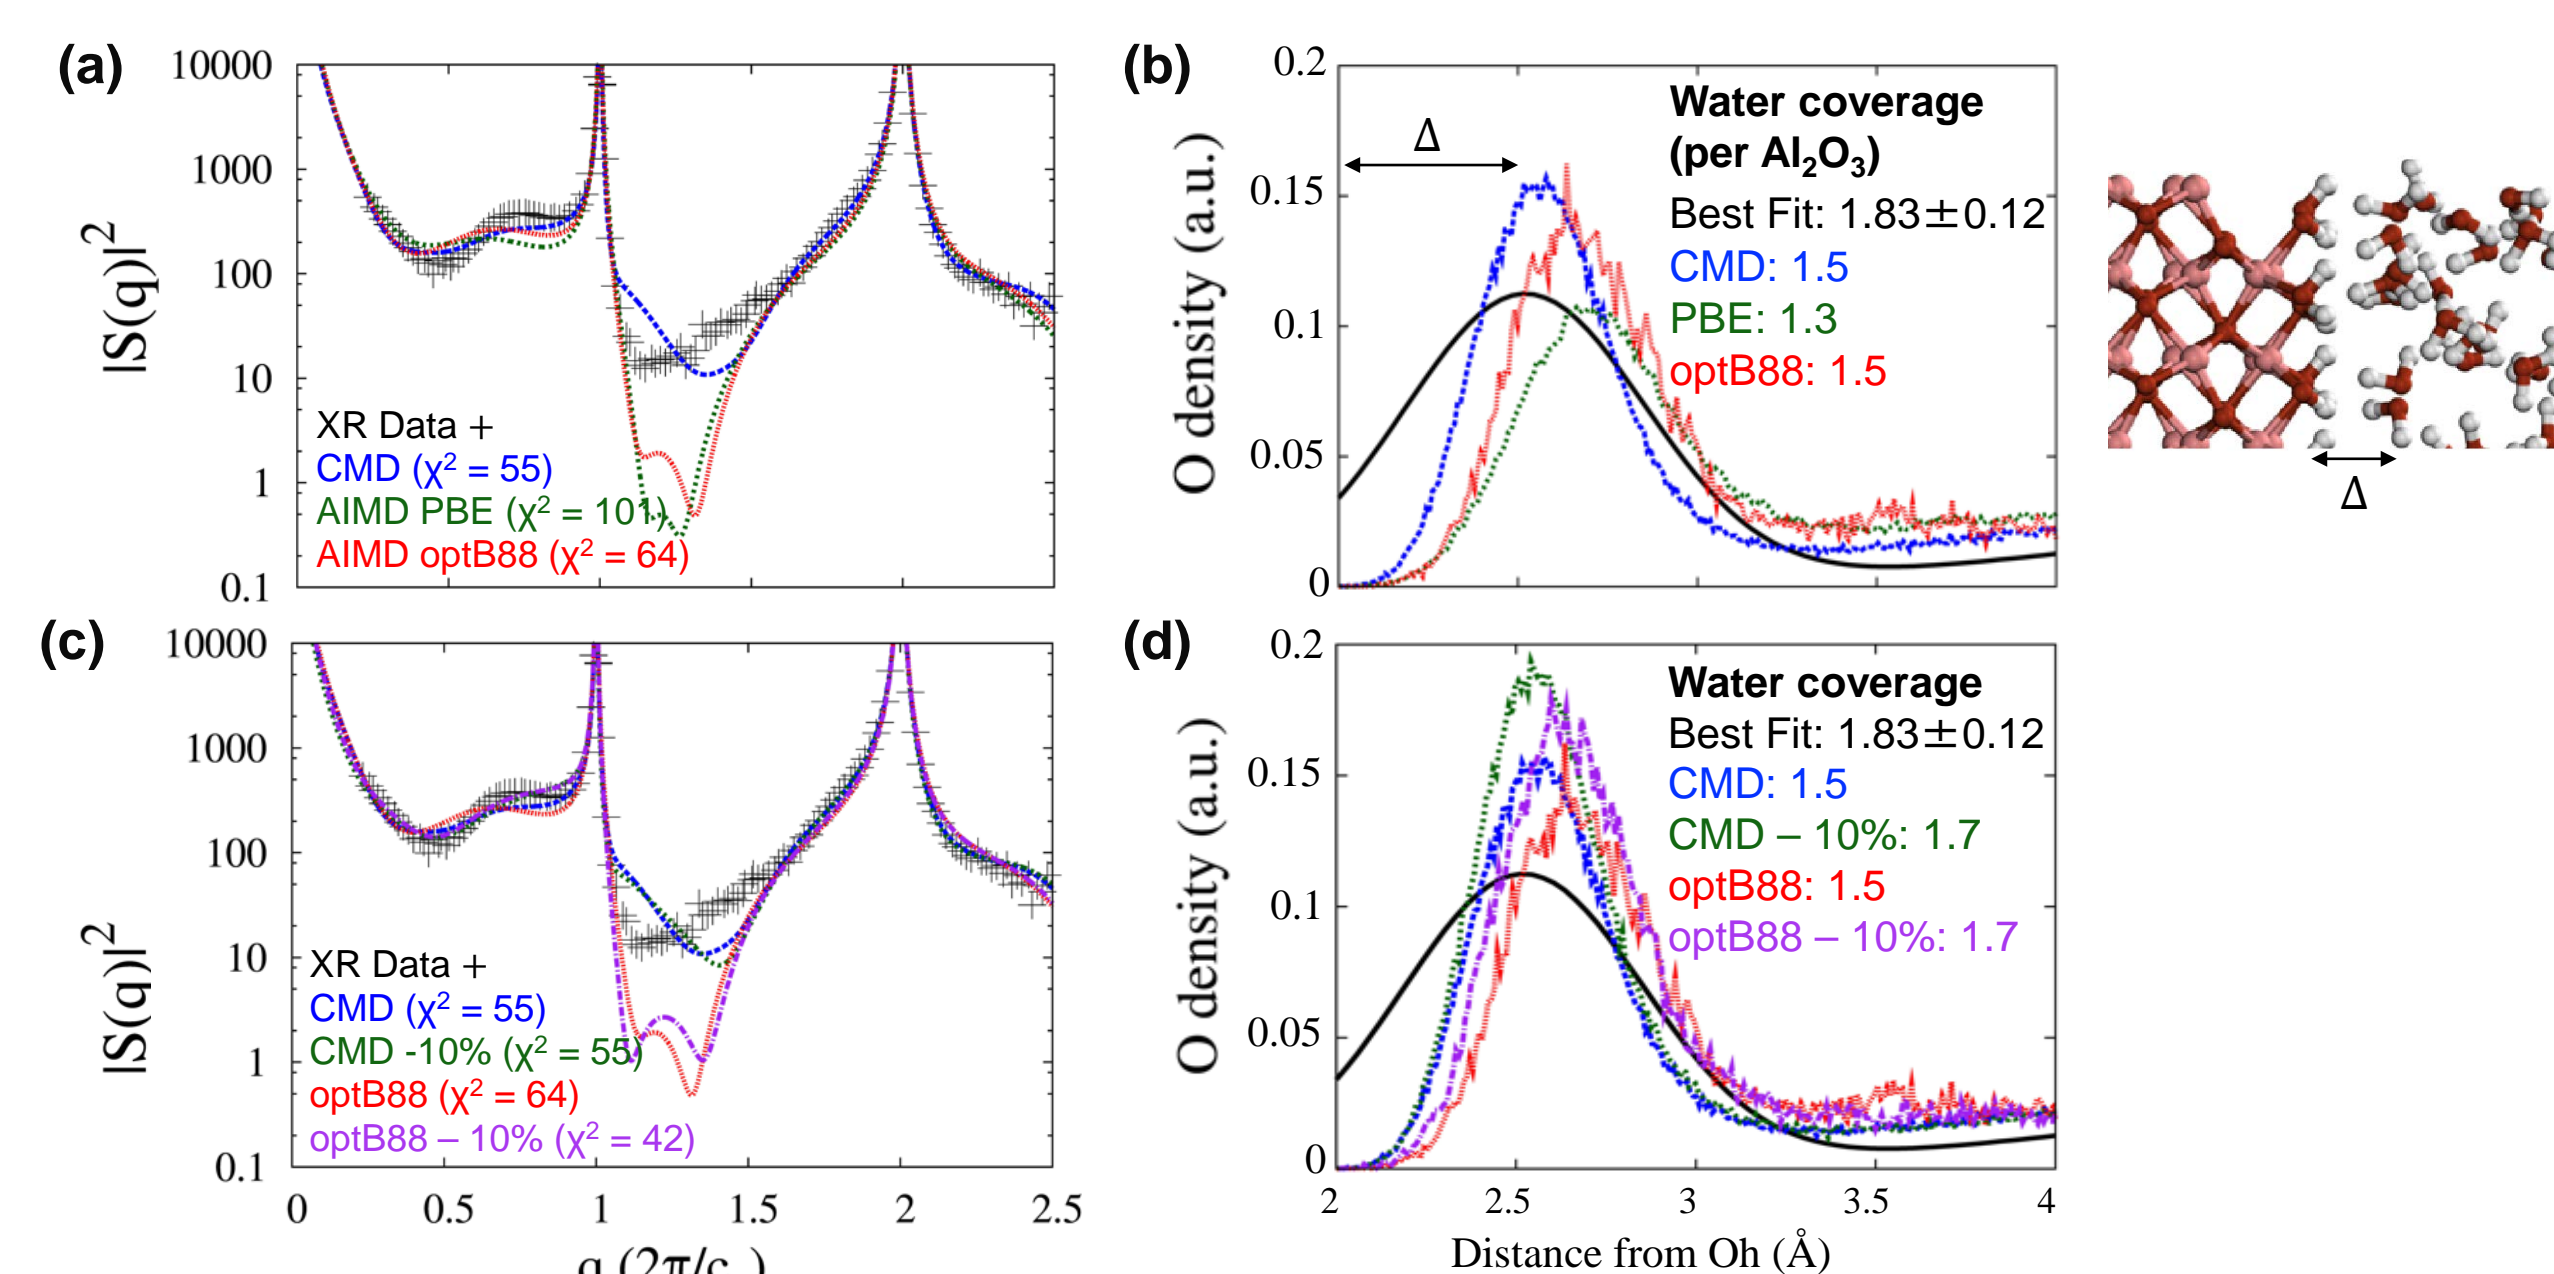 (a)
10000
1000
100
10
1
0.1
|S(q)|²
XR Data +
CMD (χ² = 55)
AIMD PBE (χ² = 101)
AIMD optB88 (χ² = 64)
(b)
0.2
0.15
0.1
0.05
0
O density (a.u.)
Δ
Water coverage
(per Al₂O₃)
Best Fit: 1.83±0.12
CMD: 1.5
PBE: 1.3
optB88: 1.5
Δ
(c)
10000
1000
100
10
1
0.1
|S(q)|²
XR Data +
CMD (χ² = 55)
CMD -10% (χ² = 55)
optB88 (χ² = 64)
optB88 – 10% (χ² = 42)
0 0.5 1 1.5 2 2.5
(d)
0.2
0.15
0.1
0.05
0
O density (a.u.)
Water coverage
Best Fit: 1.83±0.12
CMD: 1.5
CMD – 10%: 1.7
optB88: 1.5
optB88 – 10%: 1.7
2 2.5 3 3.5 4
Distance from Oh (Å)